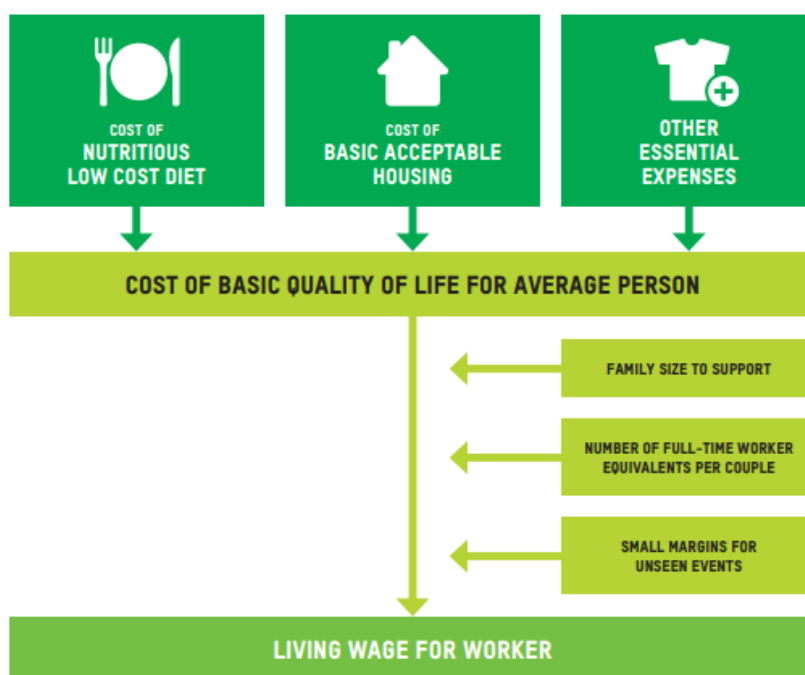 COST OF
NUTRITIOUS
LOW COST DIET
COST OF
BASIC ACCEPTABLE
HOUSING
OTHER
ESSENTIAL
EXPENSES
COST OF BASIC QUALITY OF LIFE FOR AVERAGE PERSON
FAMILY SIZE TO SUPPORT
NUMBER OF FULL-TIME WORKER
EQUIVALENTS PER COUPLE
SMALL MARGINS FOR
UNSEEN EVENTS
LIVING WAGE FOR WORKER